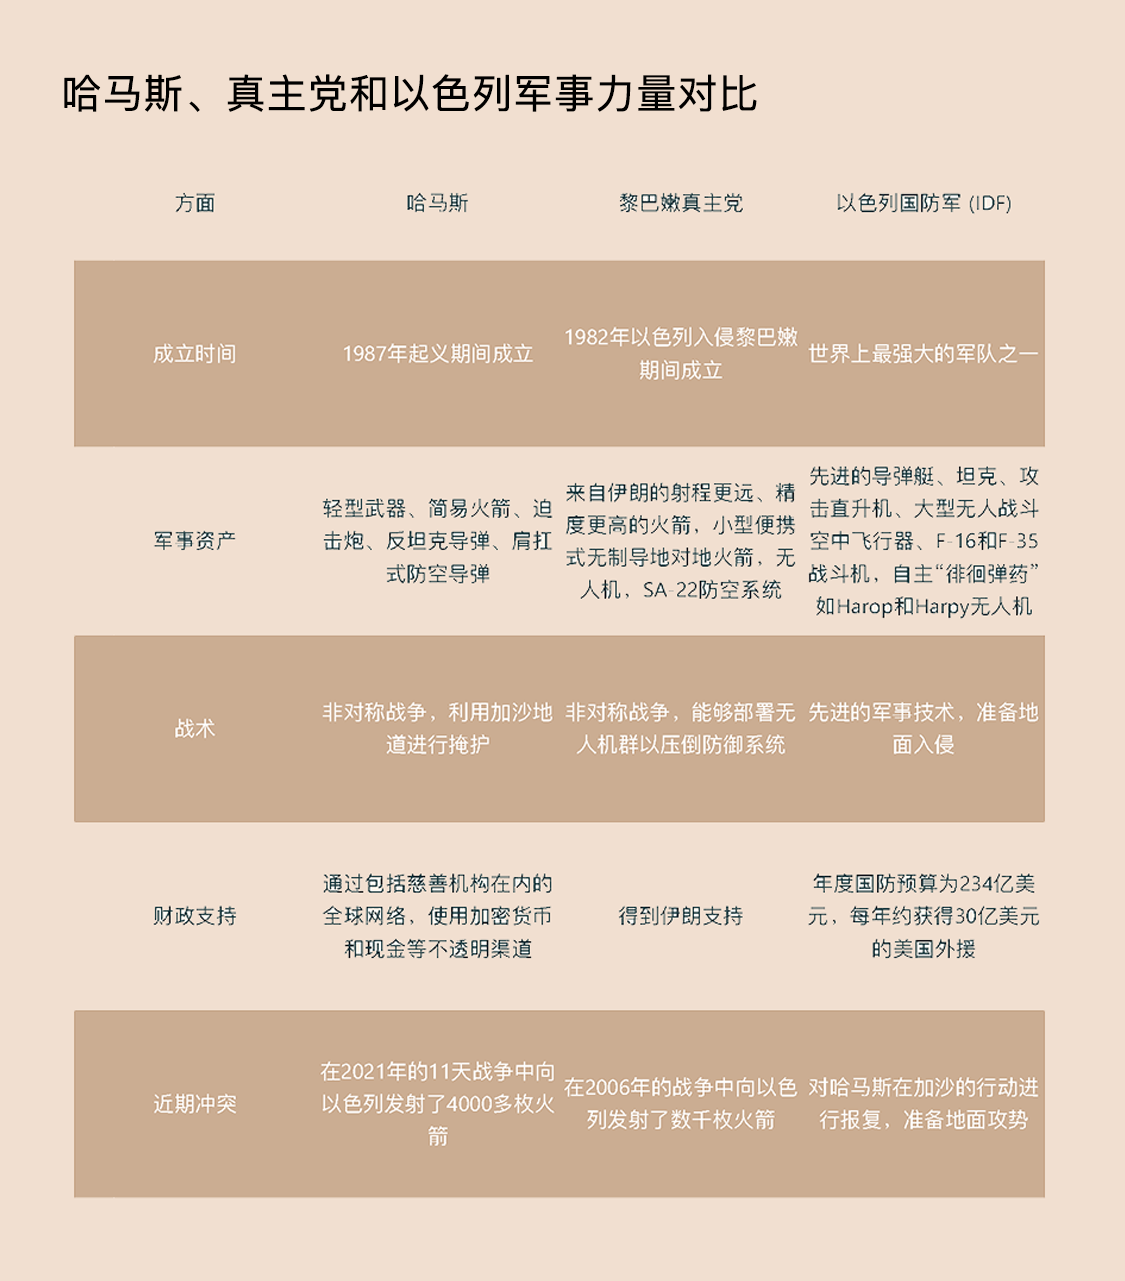 哈马斯、真主党和以色列军事力量对比
方面
哈马斯
黎巴嫩真主党
以色列国防军 (IDF)
成立时间
1987年起义期间成立
1982年以色列入侵黎巴嫩
期间成立
世界上最强大的军队之一
军事资产
轻型武器、简易火箭、迫
击炮、反坦克导弹、肩扛
式防空导弹
来自伊朗的射程更远、精
度更高的火箭，小型便携
式无制导地对地火箭，无
人机，SA-22防空系统
先进的导弹艇、坦克、攻
击直升机、大型无人战斗
空中飞行器、F-16和F-35
战斗机，自主“徘徊弹药”
如Harop和Harpy无人机
战术
非对称战争，利用加沙地
道进行掩护
非对称战争，能够部署无
人机群以压倒防御系统
先进的军事技术，准备地
面入侵
财政支持
通过包括慈善机构在内的
全球网络，使用加密货币
和现金等不透明渠道
得到伊朗支持
年度国防预算为234亿美
元，每年约获得30亿美元
的美国外援
近期冲突
在2021年的11天战争中向
以色列发射了4000多枚火
箭
在2006年的战争中向以色
列发射了数千枚火箭
对哈马斯在加沙的行动进
行报复，准备地面攻势